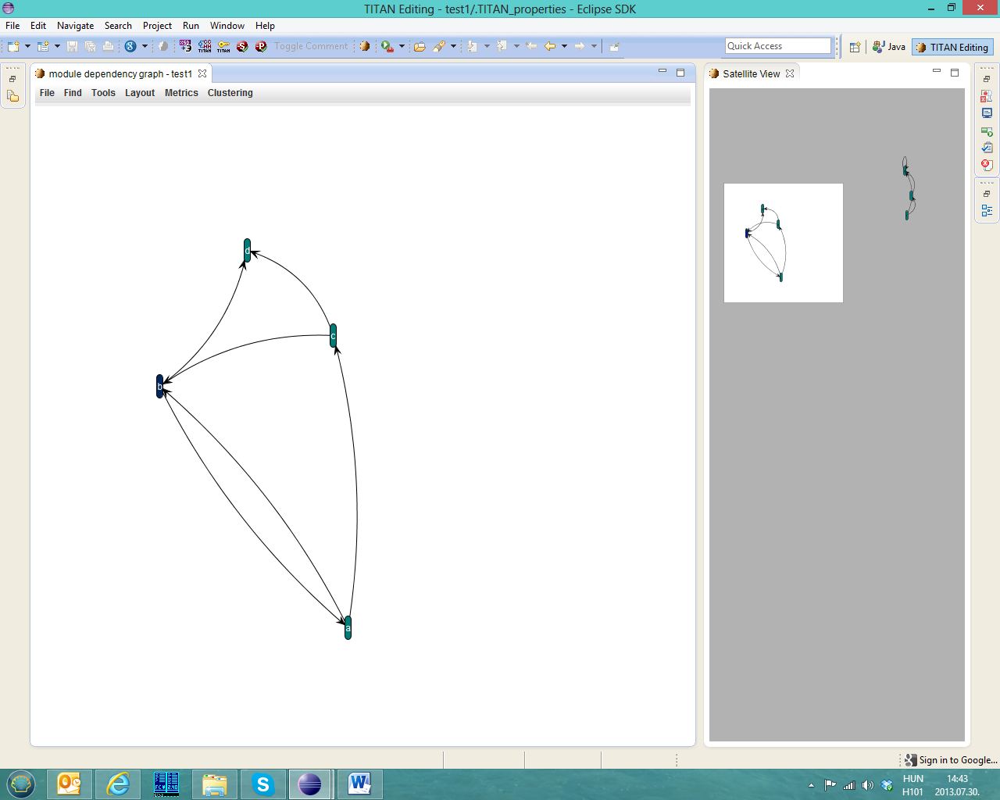 TITAN Editing - test1/.TITAN_properties - Eclipse SDK
File Edit Navigate Search Project Run Window Help
Toggle Comment
Quick Access
Java
TITAN Editing
module dependency graph - test1
File Find Tools Layout Metrics Clustering
d
c
b
a
Satellite View
Sign in to Google...
HUN
H101
14:43
2013.07.30.